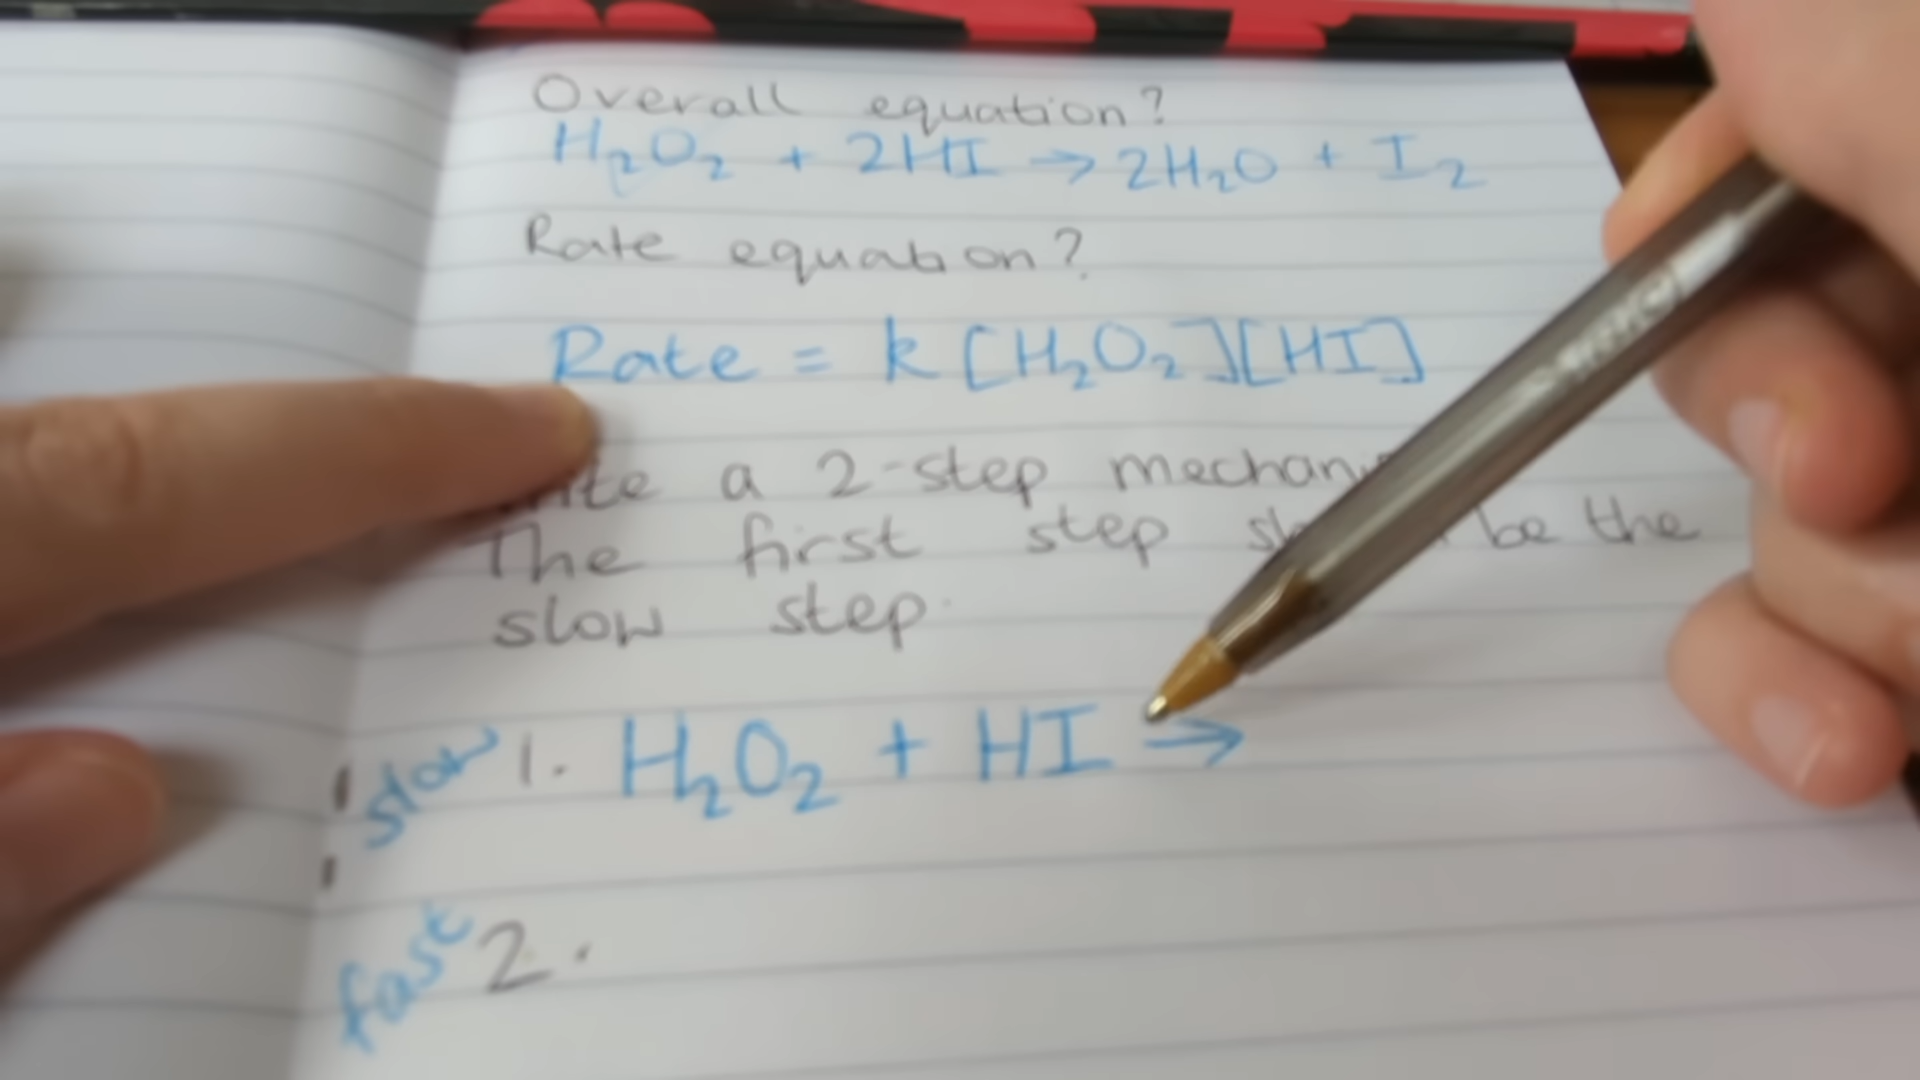 Overall equation?
H₂O₂ + 2HI → 2H₂O + I₂
Rate equation?
Rate = k [H₂O₂][HI]
a 2-step
The first step be the
slow step.
slow 1. H₂O₂ + HI →
fast 2.